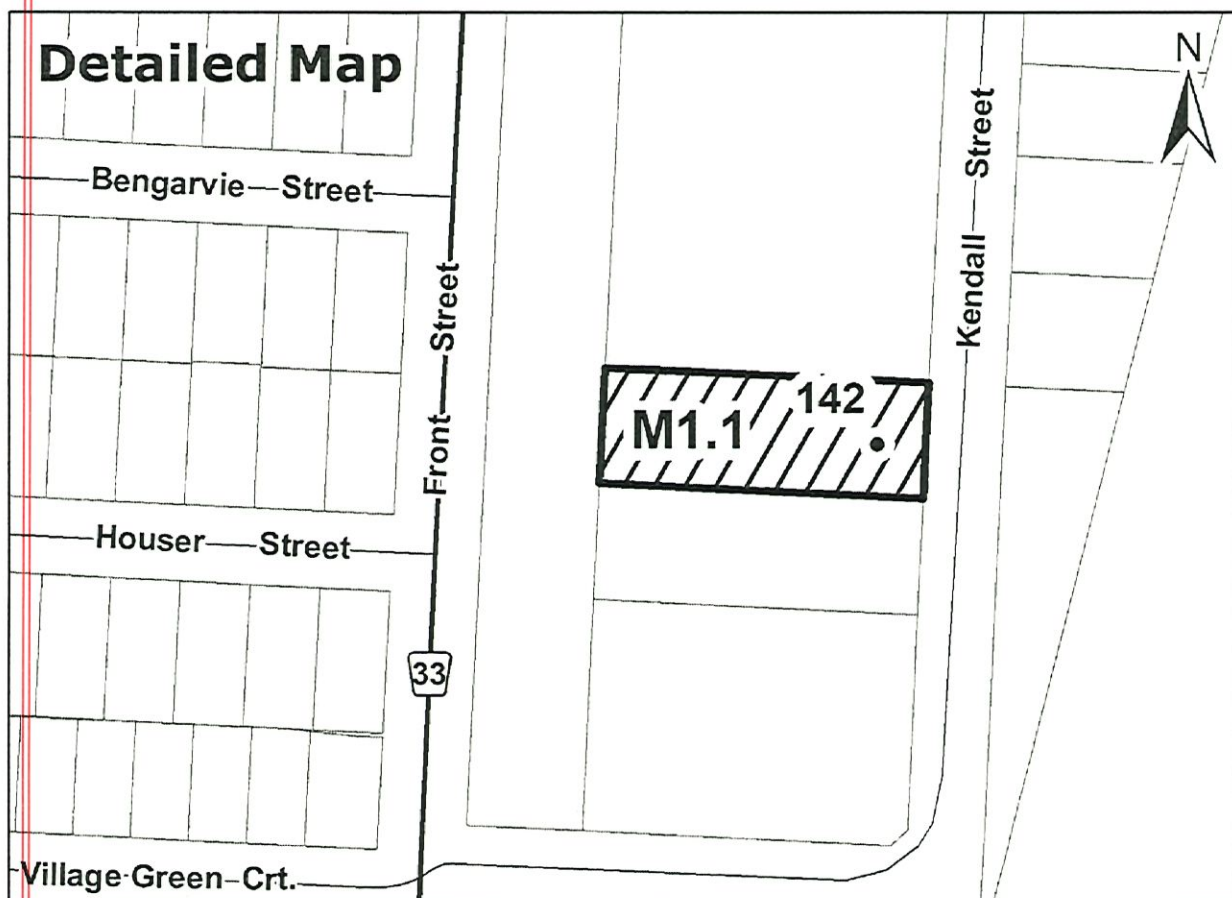 Detailed Map
N
Bengarvie Street
Kendall Street
Front Street
142
M1.1
Houser Street
33
Village Green Crt.